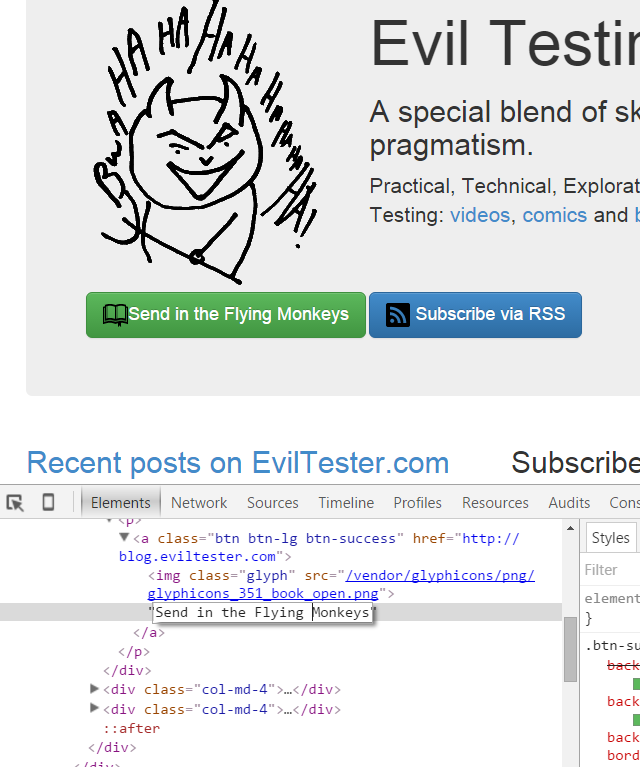 BwA HA HA HA HA HA HA HA HA HA!
Evil Testin
A special blend of sk
pragmatism.
Practical, Technical, Explorat
Testing: videos, comics and b
Send in the Flying Monkeys
Subscribe via RSS
Recent posts on EvilTester.com
Subscribe
Elements Network Sources Timeline Profiles Resources Audits Cons
<p>
▼<a class="btn btn-lg btn-success" href="http://
blog.eviltester.com">
<img class="glyph" src="/vendor/glyphicons/png/
glyphicons_351_book_open.png">
"Send in the Flying Monkeys"
</a>
</p>
</div>
▶<div class="col-md-4">…</div>
▶<div class="col-md-4">…</div>
::after
</div>
</div>
Styles
Filter
element
}
.btn-su
back
back
back
bord